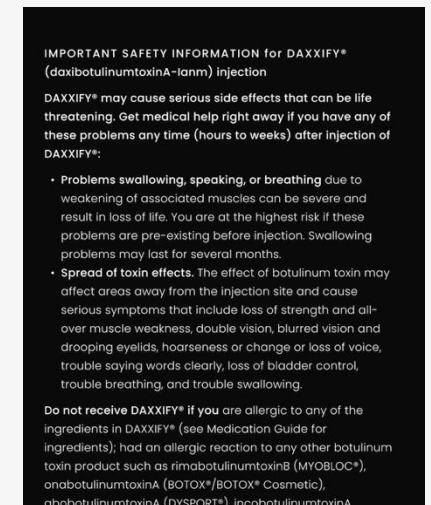 IMPORTANT SAFETY INFORMATION for DAXXIFY®
(daxibotulinumtoxinA-lanm) injection
DAXXIFY® may cause serious side effects that can be life
threatening. Get medical help right away if you have any of
these problems any time (hours to weeks) after injection of
DAXXIFY®:
• Problems swallowing, speaking, or breathing due to
weakening of associated muscles can be severe and
result in loss of life. You are at the highest risk if these
problems are pre-existing before injection. Swallowing
problems may last for several months.
• Spread of toxin effects. The effect of botulinum toxin may
affect areas away from the injection site and cause
serious symptoms that include loss of strength and all-
over muscle weakness, double vision, blurred vision and
drooping eyelids, hoarseness or change or loss of voice,
trouble saying words clearly, loss of bladder control,
trouble breathing, and trouble swallowing.
Do not receive DAXXIFY® if you are allergic to any of the
ingredients in DAXXIFY® (see Medication Guide for
ingredients); had an allergic reaction to any other botulinum
toxin product such as rimabotulinumtoxinB (MYOBLOC®),
onabotulinumtoxinA (BOTOX®/BOTOX® Cosmetic),
abobotulinumtoxinA (DYSPORT®), incobotulinumtoxinA